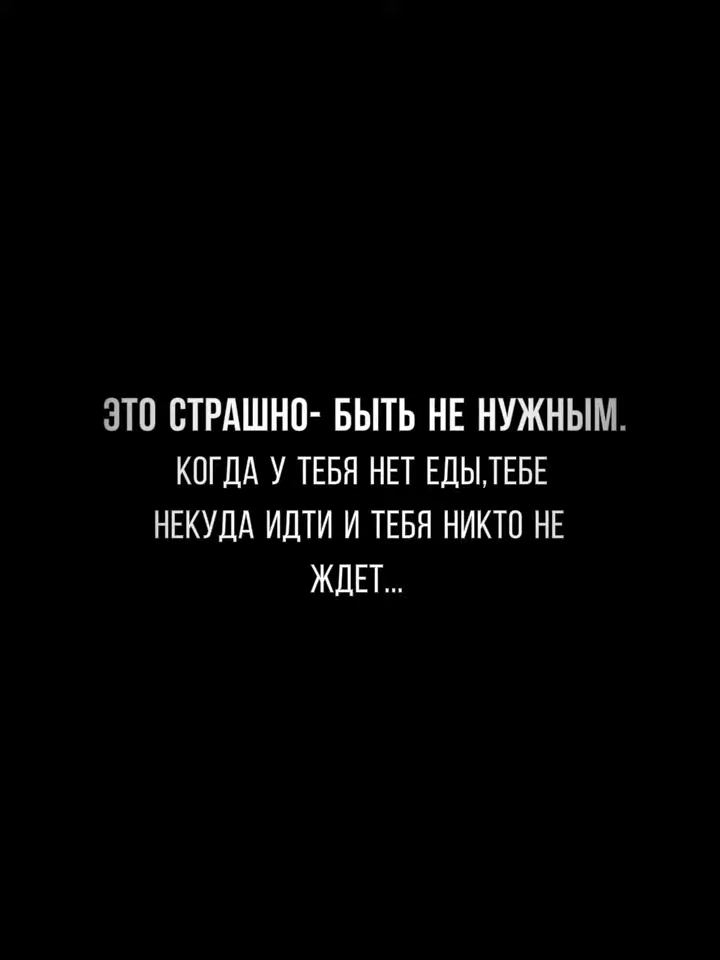 ЭТО СТРАШНО- БЫТЬ НЕ НУЖНЫМ.
КОГДА У ТЕБЯ НЕТ ЕДЫ,ТЕБЕ
НЕКУДА ИДТИ И ТЕБЯ НИКТО НЕ
ЖДЕТ...